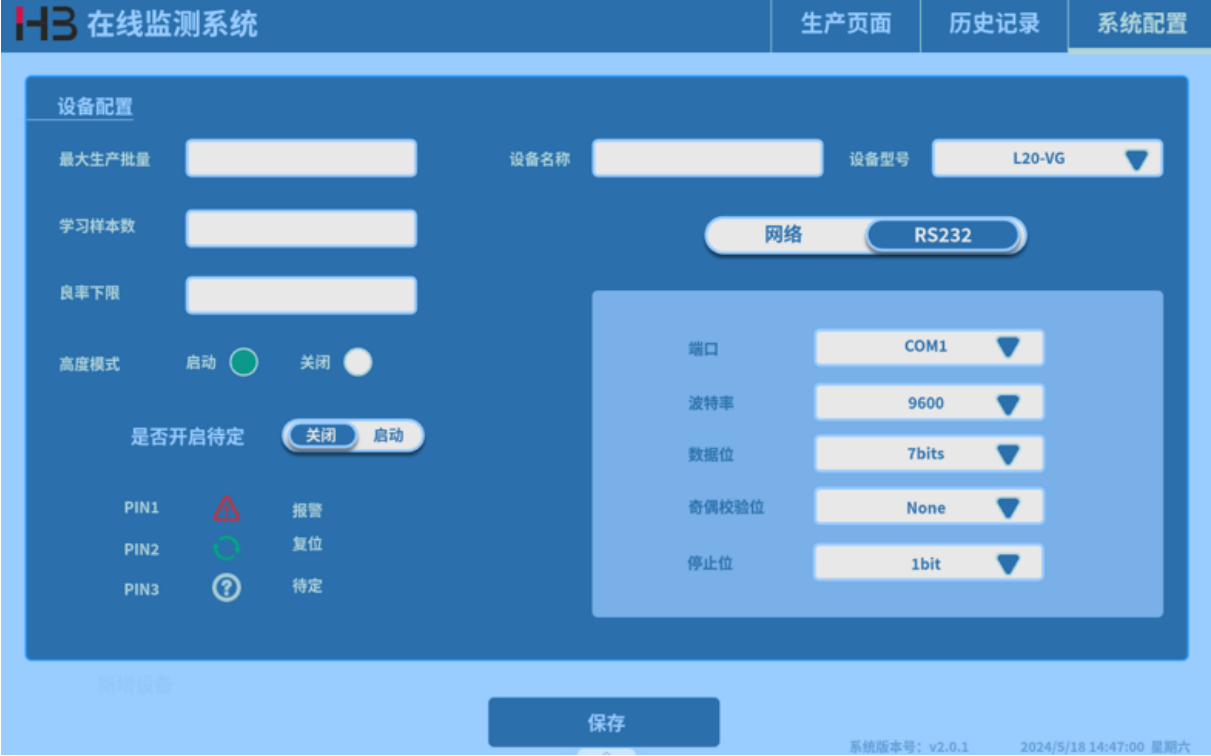 HB 在线监测系统 生产页面 历史记录 系统配置
设备配置
最大生产批量 设备名称 设备型号 L20-VG
学习样本数 网络 RS232
良率下限
端口 COM1
高度模式 启动 关闭
波特率 9600
是否开启待定 关闭 启动
数据位 7bits
PIN1 报警 奇偶校验位 None
PIN2 复位
停止位 1bit
PIN3 待定
新增设备
保存
系统版本号: v2.0.1 2024/5/18 14:47:00 星期六